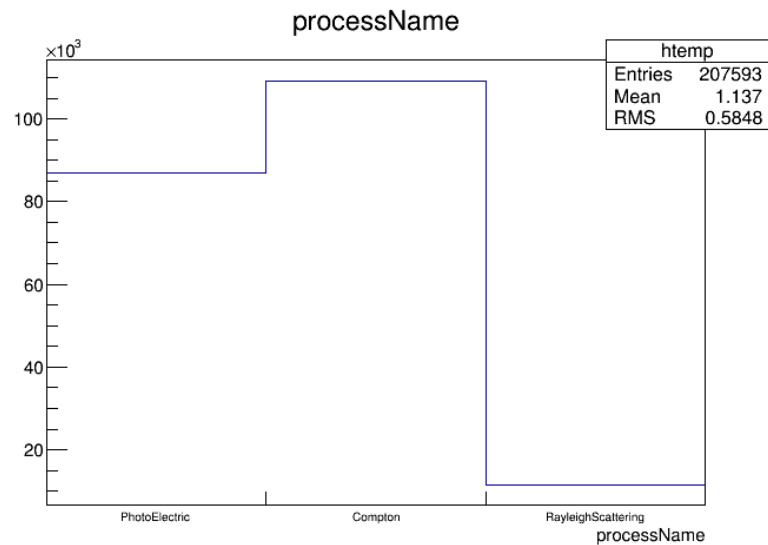 processName
×10³
htemp
Entries 207593
Mean 1.137
RMS 0.5848
100
80
60
40
20
PhotoElectric Compton RayleighScattering
processName